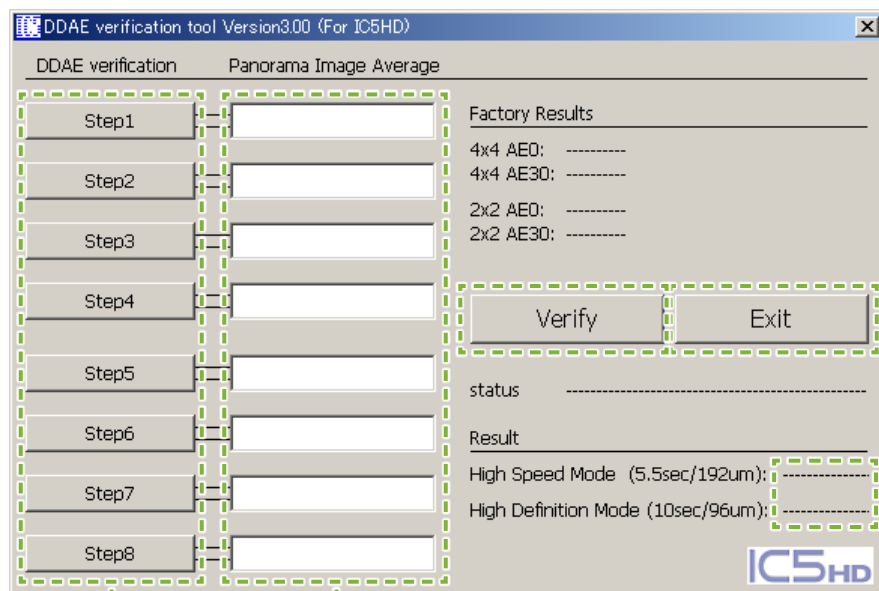 DDAE verification tool Version3.00 (For IC5HD)
DDAE verification Panorama Image Average
Step1
Step2
Step3
Step4
Step5
Step6
Step7
Step8
Factory Results
4x4 AE0: ----------
4x4 AE30: ----------
2x2 AE0: ----------
2x2 AE30: ----------
Verify
Exit
status --------------------------------------------------
Result
High Speed Mode (5.5sec/192um): ---------------
High Definition Mode (10sec/96um): ---------------
IC5HD